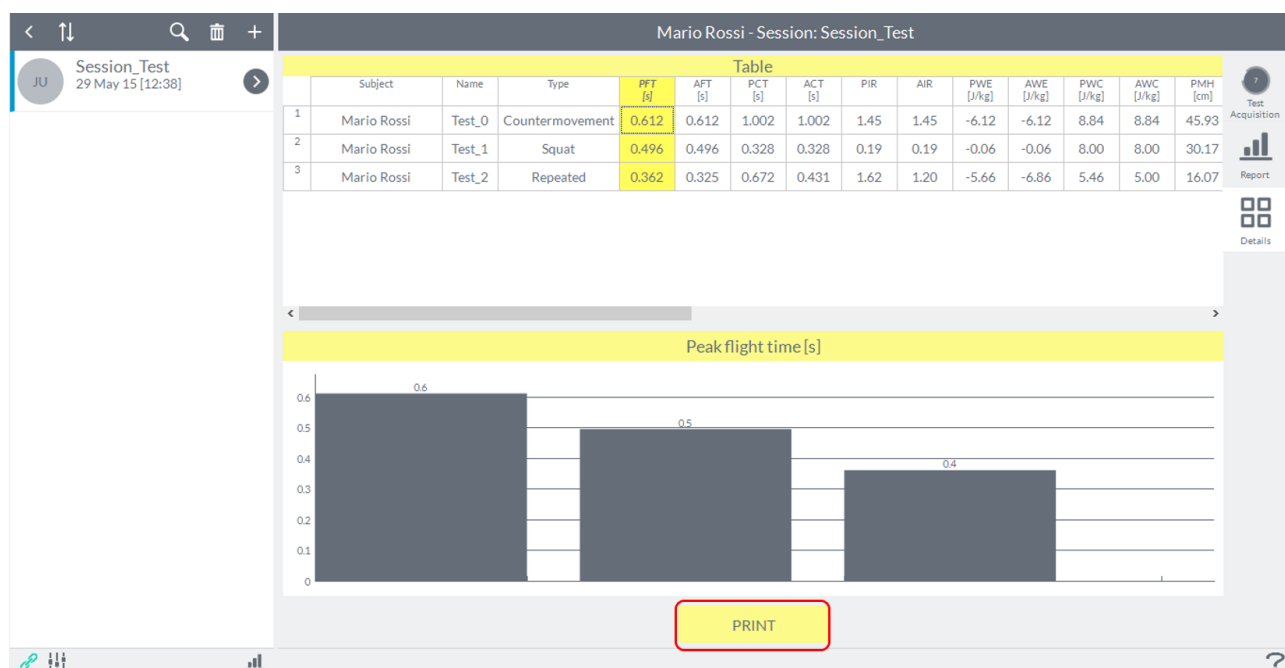 Mario Rossi - Session: Session_Test
JU
Session_Test
29 May 15 [12:38]
Table
Subject Name Type PFT [s] AFT [s] PCT [s] ACT [s] PIR AIR PWE [J/kg] AWE [J/kg] PWC [J/kg] AWC [J/kg] PMH [cm]
1 Mario Rossi Test_0 Countermovement 0.612 0.612 1.002 1.002 1.45 1.45 -6.12 -6.12 8.84 8.84 45.93
2 Mario Rossi Test_1 Squat 0.496 0.496 0.328 0.328 0.19 0.19 -0.06 -0.06 8.00 8.00 30.17
3 Mario Rossi Test_2 Repeated 0.362 0.325 0.672 0.431 1.62 1.20 -5.66 -6.86 5.46 5.00 16.07
7
Test
Acquisition
Report
Details
Peak flight time [s]
0.6
0.5
0.4
0.6
0.5
0.4
0.3
0.2
0.1
0
PRINT
?